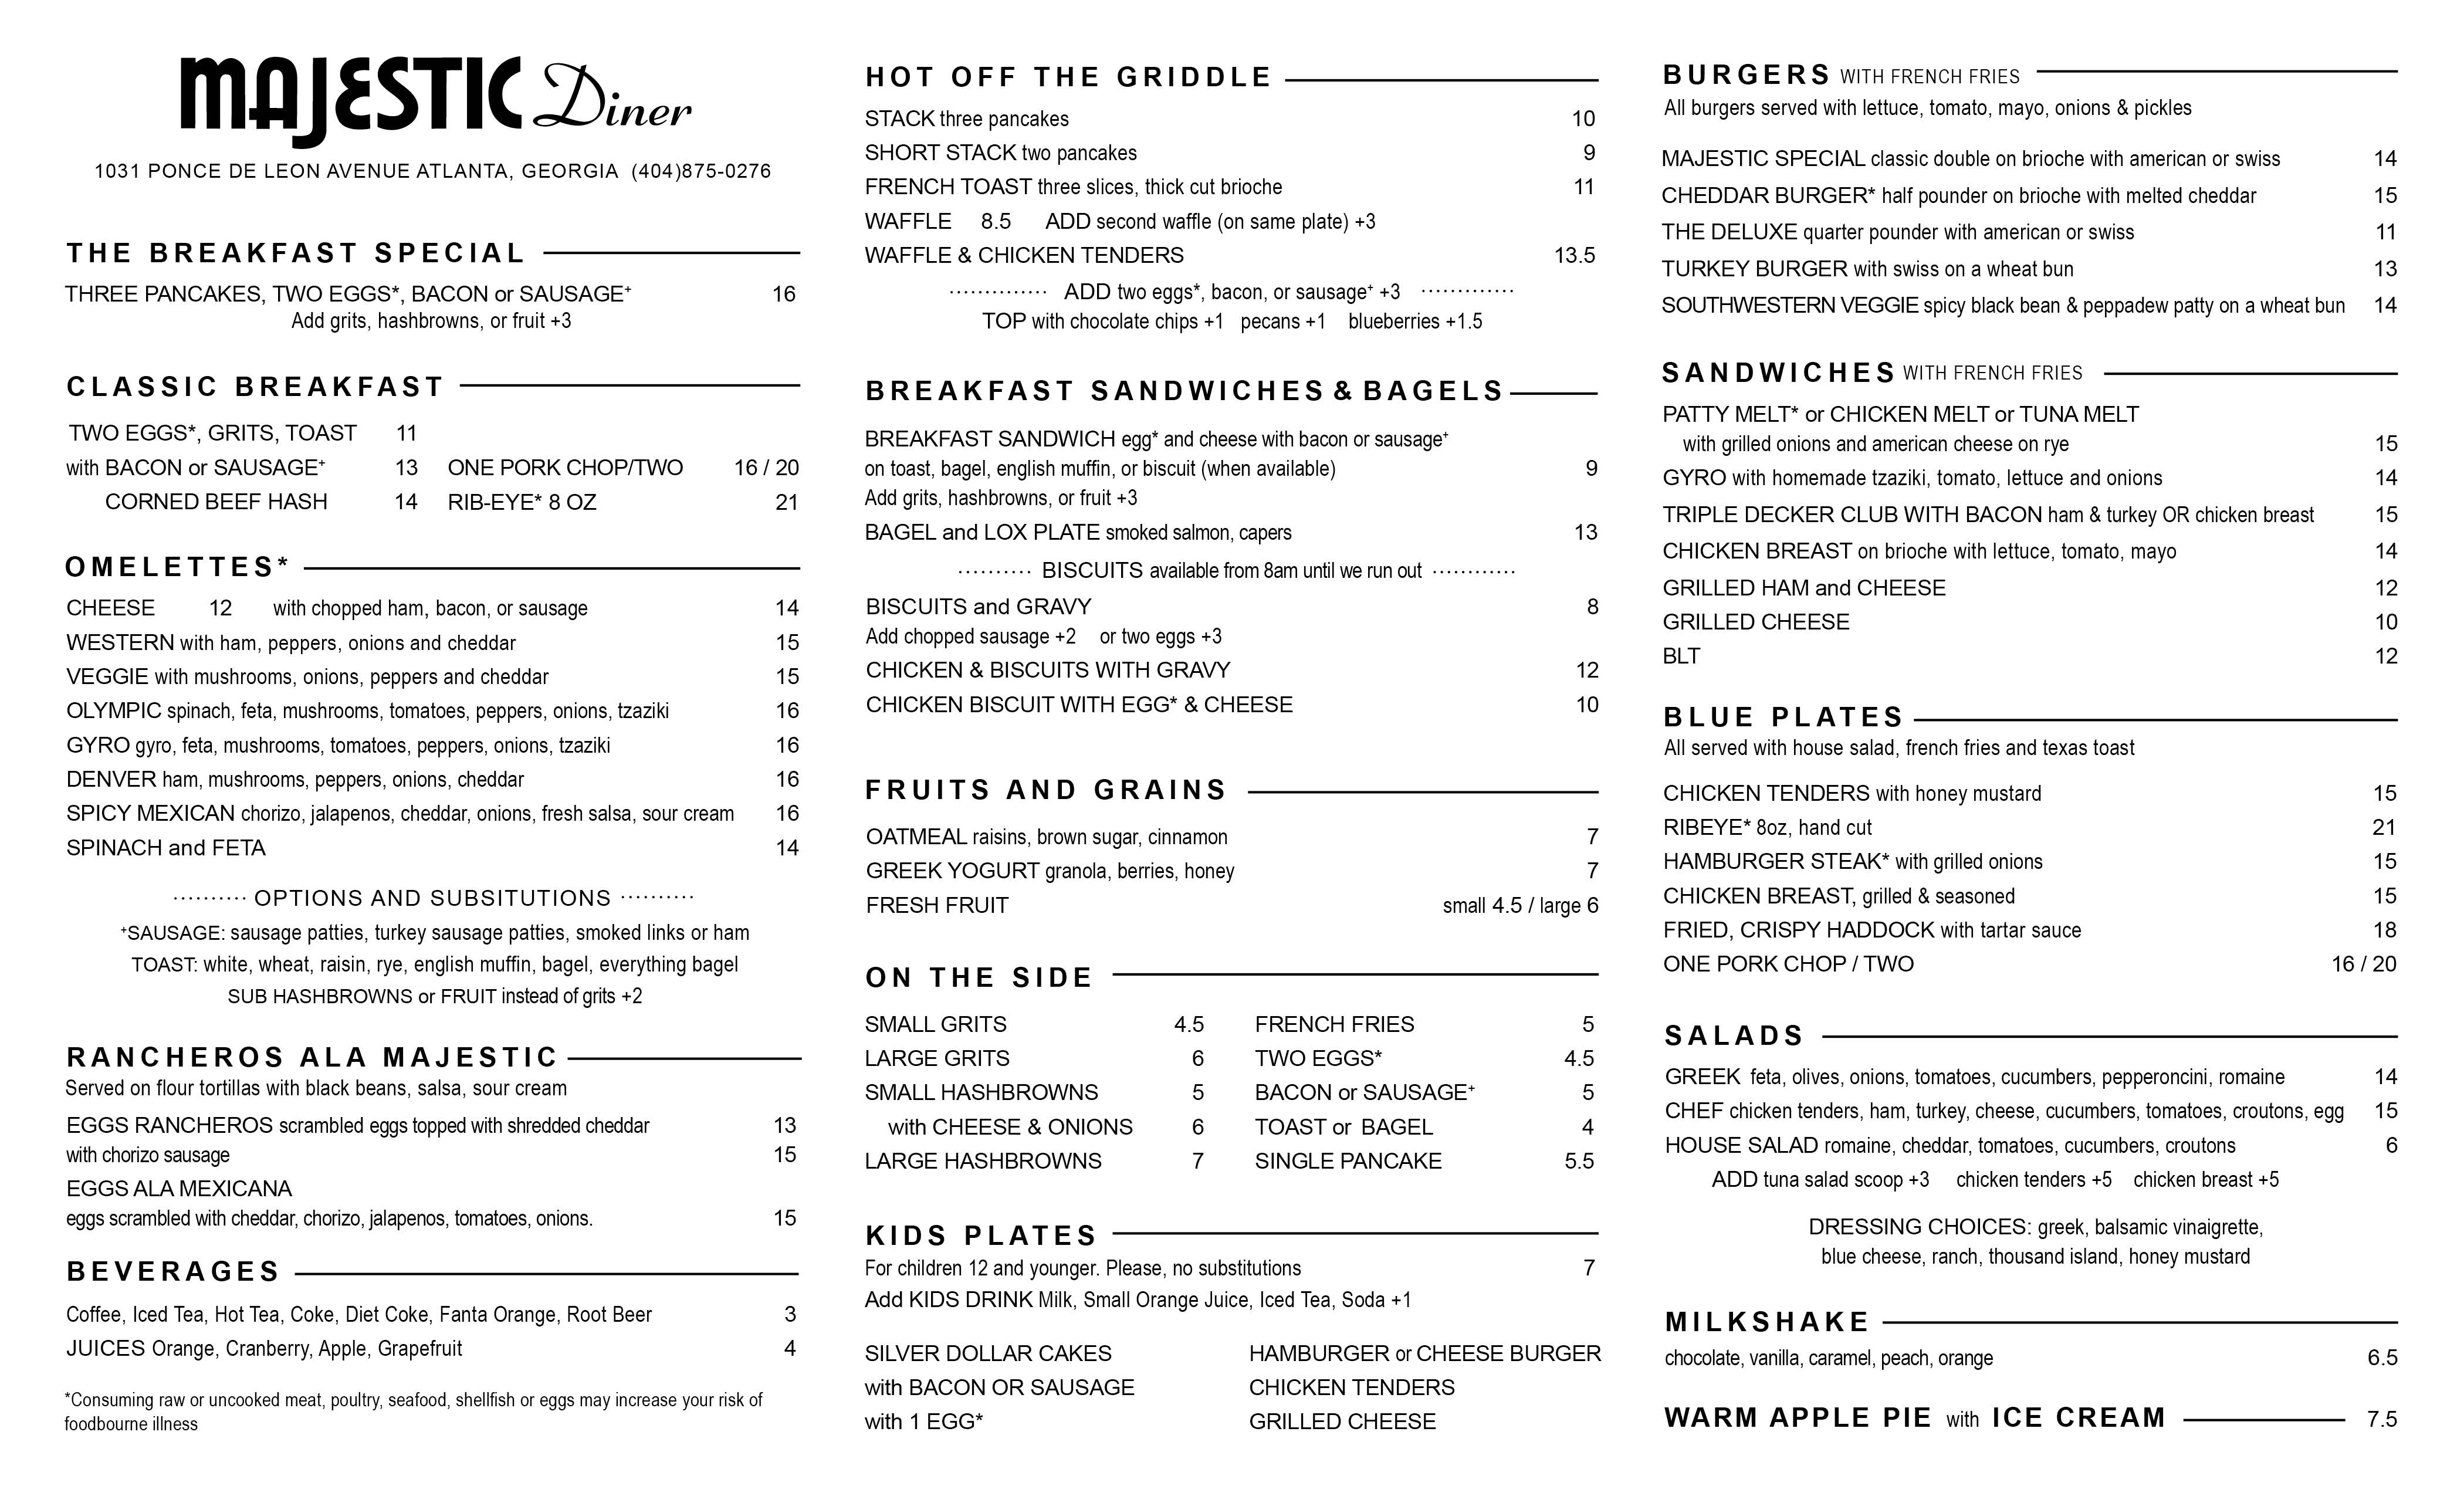 MAJESTIC Diner
1031 PONCE DE LEON AVENUE ATLANTA, GEORGIA (404)875-0276
THE BREAKFAST SPECIAL
THREE PANCAKES, TWO EGGS*, BACON or SAUSAGE+ 16
Add grits, hashbrowns, or fruit +3
CLASSIC BREAKFAST
TWO EGGS*, GRITS, TOAST 11
with BACON or SAUSAGE+ 13 ONE PORK CHOP/TWO 16 / 20
CORNED BEEF HASH 14 RIB-EYE* 8 OZ 21
OMELETTES*
CHEESE 12 with chopped ham, bacon, or sausage 14
WESTERN with ham, peppers, onions and cheddar 15
VEGGIE with mushrooms, onions, peppers and cheddar 15
OLYMPIC spinach, feta, mushrooms, tomatoes, peppers, onions, tzaziki 16
GYRO gyro, feta, mushrooms, tomatoes, peppers, onions, tzaziki 16
DENVER ham, mushrooms, peppers, onions, cheddar 16
SPICY MEXICAN chorizo, jalapenos, cheddar, onions, fresh salsa, sour cream 16
SPINACH and FETA 14
.......... OPTIONS AND SUBSITUTIONS ..........
+SAUSAGE: sausage patties, turkey sausage patties, smoked links or ham
TOAST: white, wheat, raisin, rye, english muffin, bagel, everything bagel
SUB HASHBROWNS or FRUIT instead of grits +2
RANCHEROS ALA MAJESTIC
Served on flour tortillas with black beans, salsa, sour cream
EGGS RANCHEROS scrambled eggs topped with shredded cheddar 13
with chorizo sausage 15
EGGS ALA MEXICANA
eggs scrambled with cheddar, chorizo, jalapenos, tomatoes, onions. 15
BEVERAGES
Coffee, Iced Tea, Hot Tea, Coke, Diet Coke, Fanta Orange, Root Beer 3
JUICES Orange, Cranberry, Apple, Grapefruit 4
*Consuming raw or uncooked meat, poultry, seafood, shellfish or eggs may increase your risk of
foodbourne illness
HOT OFF THE GRIDDLE
STACK three pancakes 10
SHORT STACK two pancakes 9
FRENCH TOAST three slices, thick cut brioche 11
WAFFLE 8.5 ADD second waffle (on same plate) +3
WAFFLE & CHICKEN TENDERS 13.5
.............. ADD two eggs*, bacon, or sausage+ +3 .............
TOP with chocolate chips +1 pecans +1 blueberries +1.5
BREAKFAST SANDWICHES & BAGELS
BREAKFAST SANDWICH egg* and cheese with bacon or sausage+
on toast, bagel, english muffin, or biscuit (when available) 9
Add grits, hashbrowns, or fruit +3
BAGEL and LOX PLATE smoked salmon, capers 13
.......... BISCUITS available from 8am until we run out ............
BISCUITS and GRAVY 8
Add chopped sausage +2 or two eggs +3
CHICKEN & BISCUITS WITH GRAVY 12
CHICKEN BISCUIT WITH EGG* & CHEESE 10
FRUITS AND GRAINS
OATMEAL raisins, brown sugar, cinnamon 7
GREEK YOGURT granola, berries, honey 7
FRESH FRUIT small 4.5 / large 6
ON THE SIDE
SMALL GRITS 4.5 FRENCH FRIES 5
LARGE GRITS 6 TWO EGGS* 4.5
SMALL HASHBROWNS 5 BACON or SAUSAGE+ 5
with CHEESE & ONIONS 6 TOAST or BAGEL 4
LARGE HASHBROWNS 7 SINGLE PANCAKE 5.5
KIDS PLATES
For children 12 and younger. Please, no substitutions 7
Add KIDS DRINK Milk, Small Orange Juice, Iced Tea, Soda +1
SILVER DOLLAR CAKES HAMBURGER or CHEESE BURGER
with BACON OR SAUSAGE CHICKEN TENDERS
with 1 EGG* GRILLED CHEESE
BURGERS WITH FRENCH FRIES
All burgers served with lettuce, tomato, mayo, onions & pickles
MAJESTIC SPECIAL classic double on brioche with american or swiss 14
CHEDDAR BURGER* half pounder on brioche with melted cheddar 15
THE DELUXE quarter pounder with american or swiss 11
TURKEY BURGER with swiss on a wheat bun 13
SOUTHWESTERN VEGGIE spicy black bean & peppadew patty on a wheat bun 14
SANDWICHES WITH FRENCH FRIES
PATTY MELT* or CHICKEN MELT or TUNA MELT
with grilled onions and american cheese on rye 15
GYRO with homemade tzaziki, tomato, lettuce and onions 14
TRIPLE DECKER CLUB WITH BACON ham & turkey OR chicken breast 15
CHICKEN BREAST on brioche with lettuce, tomato, mayo 14
GRILLED HAM and CHEESE 12
GRILLED CHEESE 10
BLT 12
BLUE PLATES
All served with house salad, french fries and texas toast
CHICKEN TENDERS with honey mustard 15
RIBEYE* 8oz, hand cut 21
HAMBURGER STEAK* with grilled onions 15
CHICKEN BREAST, grilled & seasoned 15
FRIED, CRISPY HADDOCK with tartar sauce 18
ONE PORK CHOP / TWO 16 / 20
SALADS
GREEK feta, olives, onions, tomatoes, cucumbers, pepperoncini, romaine 14
CHEF chicken tenders, ham, turkey, cheese, cucumbers, tomatoes, croutons, egg 15
HOUSE SALAD romaine, cheddar, tomatoes, cucumbers, croutons 6
ADD tuna salad scoop +3 chicken tenders +5 chicken breast +5
DRESSING CHOICES: greek, balsamic vinaigrette,
blue cheese, ranch, thousand island, honey mustard
MILKSHAKE
chocolate, vanilla, caramel, peach, orange 6.5
WARM APPLE PIE with ICE CREAM 7.5